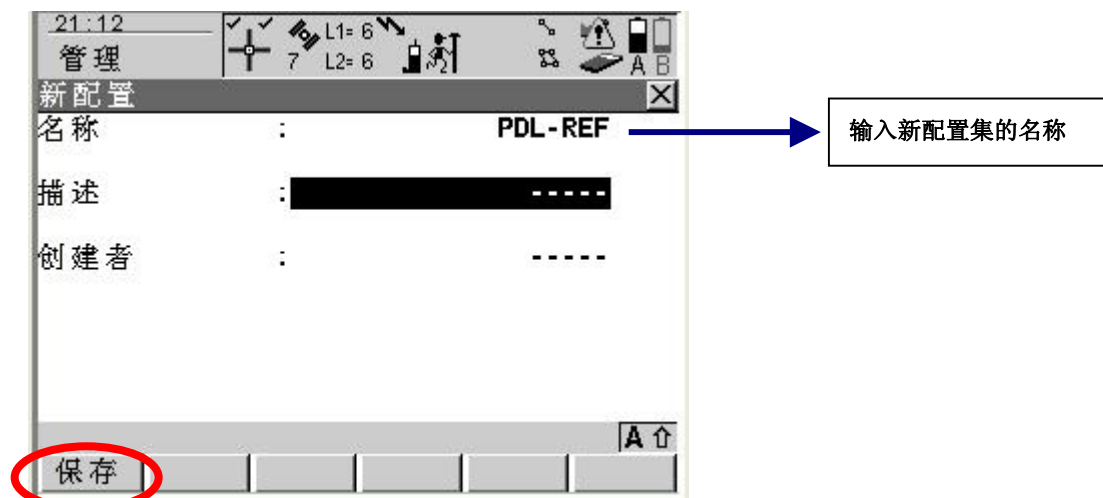 21:12
管理
7
L1= 6
L2= 6
2
A B
新配置
名称 : PDL-REF
输入新配置集的名称
描述 : -----
创建者 : -----
A
保存